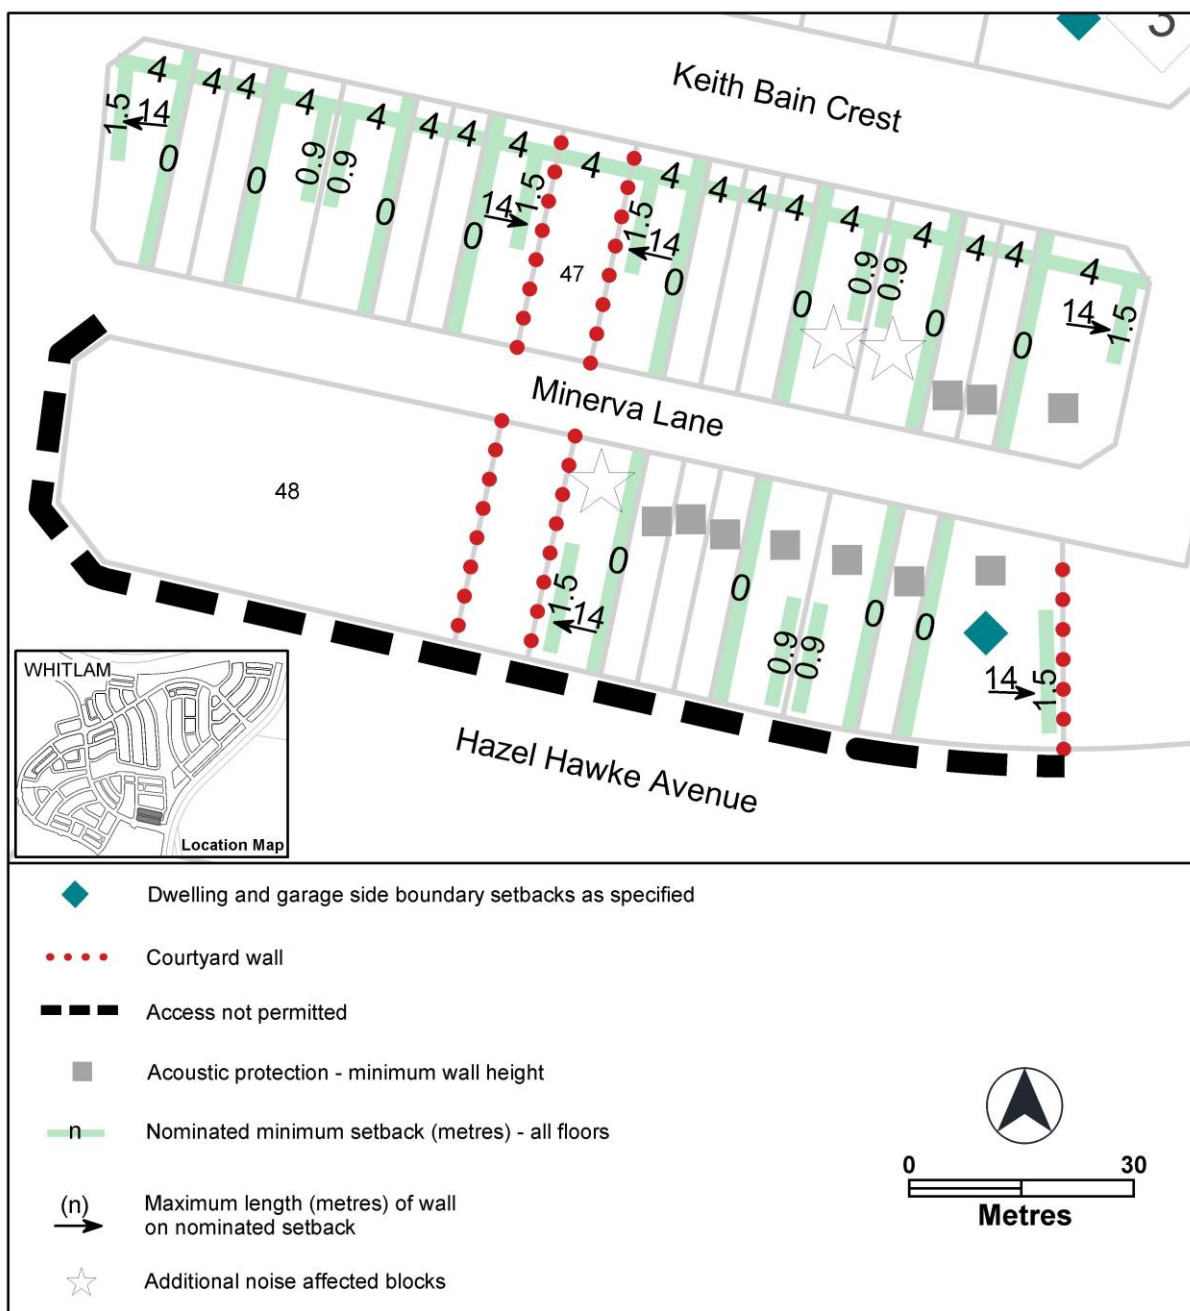 3
Keith Bain Crest
4 4 4 4 4 4 4 4 4 4 4 4 4 4 4 4 4 4
1.5
14
0
0
0.9
0.9
0
0
14
1.5
47
1.5
14
0
0
0.9
0.9
0
0
14
1.5
Minerva Lane
48
1.5
14
0
0
0.9
0.9
0
0
14
1.5
Hazel Hawke Avenue
WHITLAM
Location Map
Dwelling and garage side boundary setbacks as specified
Courtyard wall
Access not permitted
Acoustic protection - minimum wall height
n
Nominated minimum setback (metres) - all floors
(n)
Maximum length (metres) of wall
on nominated setback
Additional noise affected blocks
0 30
Metres